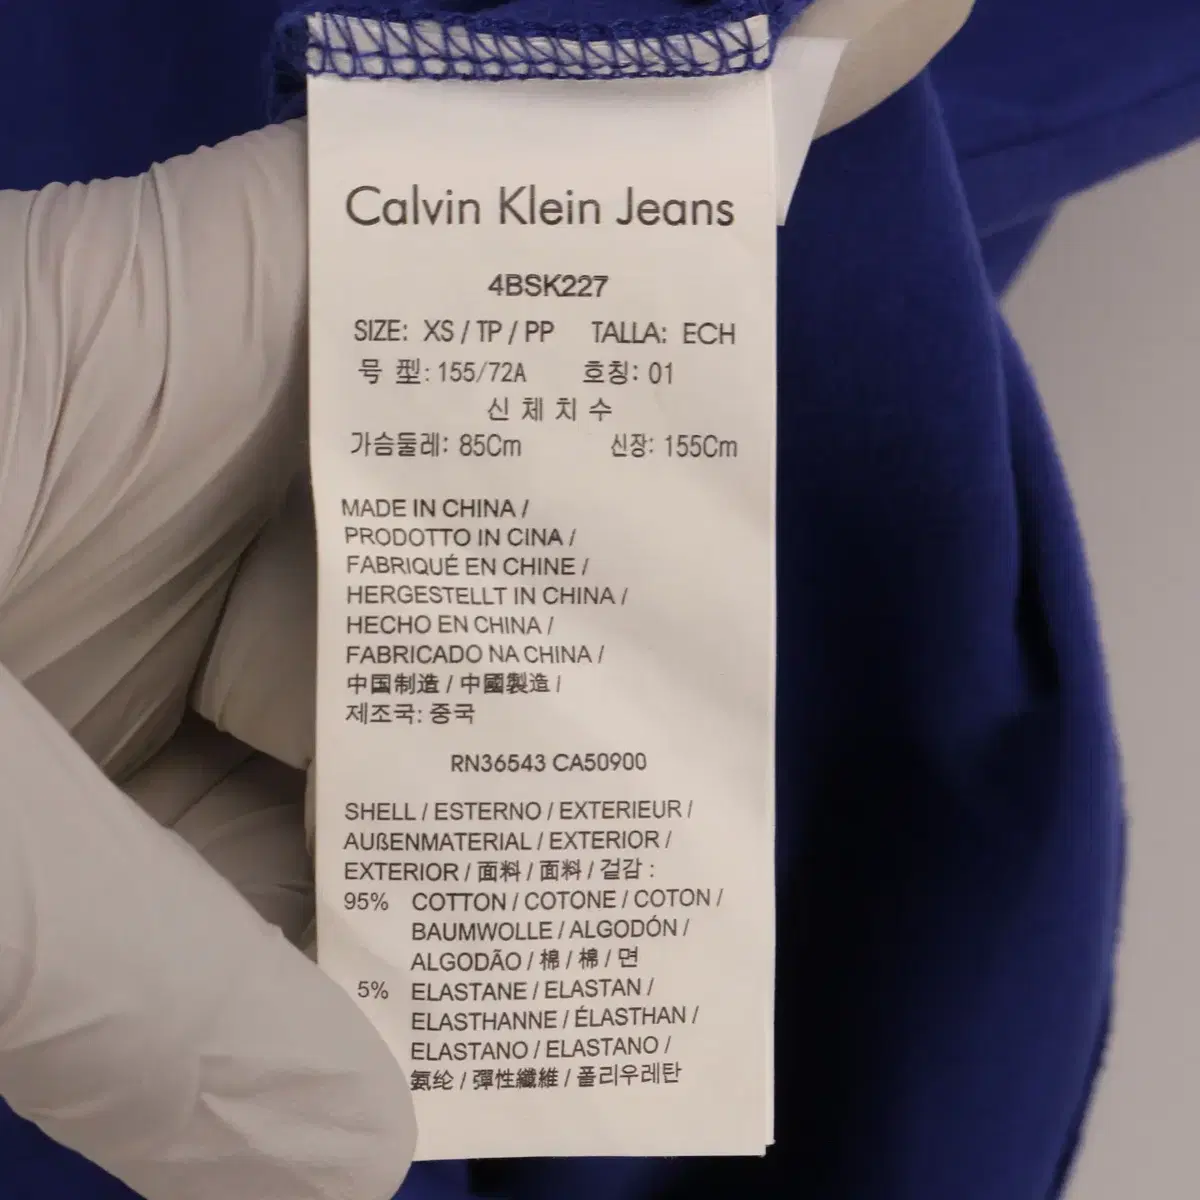 Calvin Klein Jeans
4BSK227
SIZE: XS / TP / PP TALLA: ECH
号 型: 155/72A 호칭: 01
신 체 치 수
가슴둘레: 85Cm 신장: 155Cm
MADE IN CHINA /
PRODOTTO IN CINA /
FABRIQUÉ EN CHINE /
HERGESTELLT IN CHINA /
HECHO EN CHINA /
FABRICADO NA CHINA /
中国制造 / 中國製造 /
제조국: 중국
RN36543 CA50900
SHELL / ESTERNO / EXTERIEUR /
AUßENMATERIAL / EXTERIOR /
EXTERIOR / 面料 / 面料 / 겉감 :
95% COTTON / COTONE / COTON /
BAUMWOLLE / ALGODÓN /
ALGODÃO / 棉 / 棉 / 면
5% ELASTANE / ELASTAN /
ELASTHANNE / ÉLASTHAN /
ELASTANO / ELASTANO /
氨纶 / 彈性纖維 / 폴리우레탄